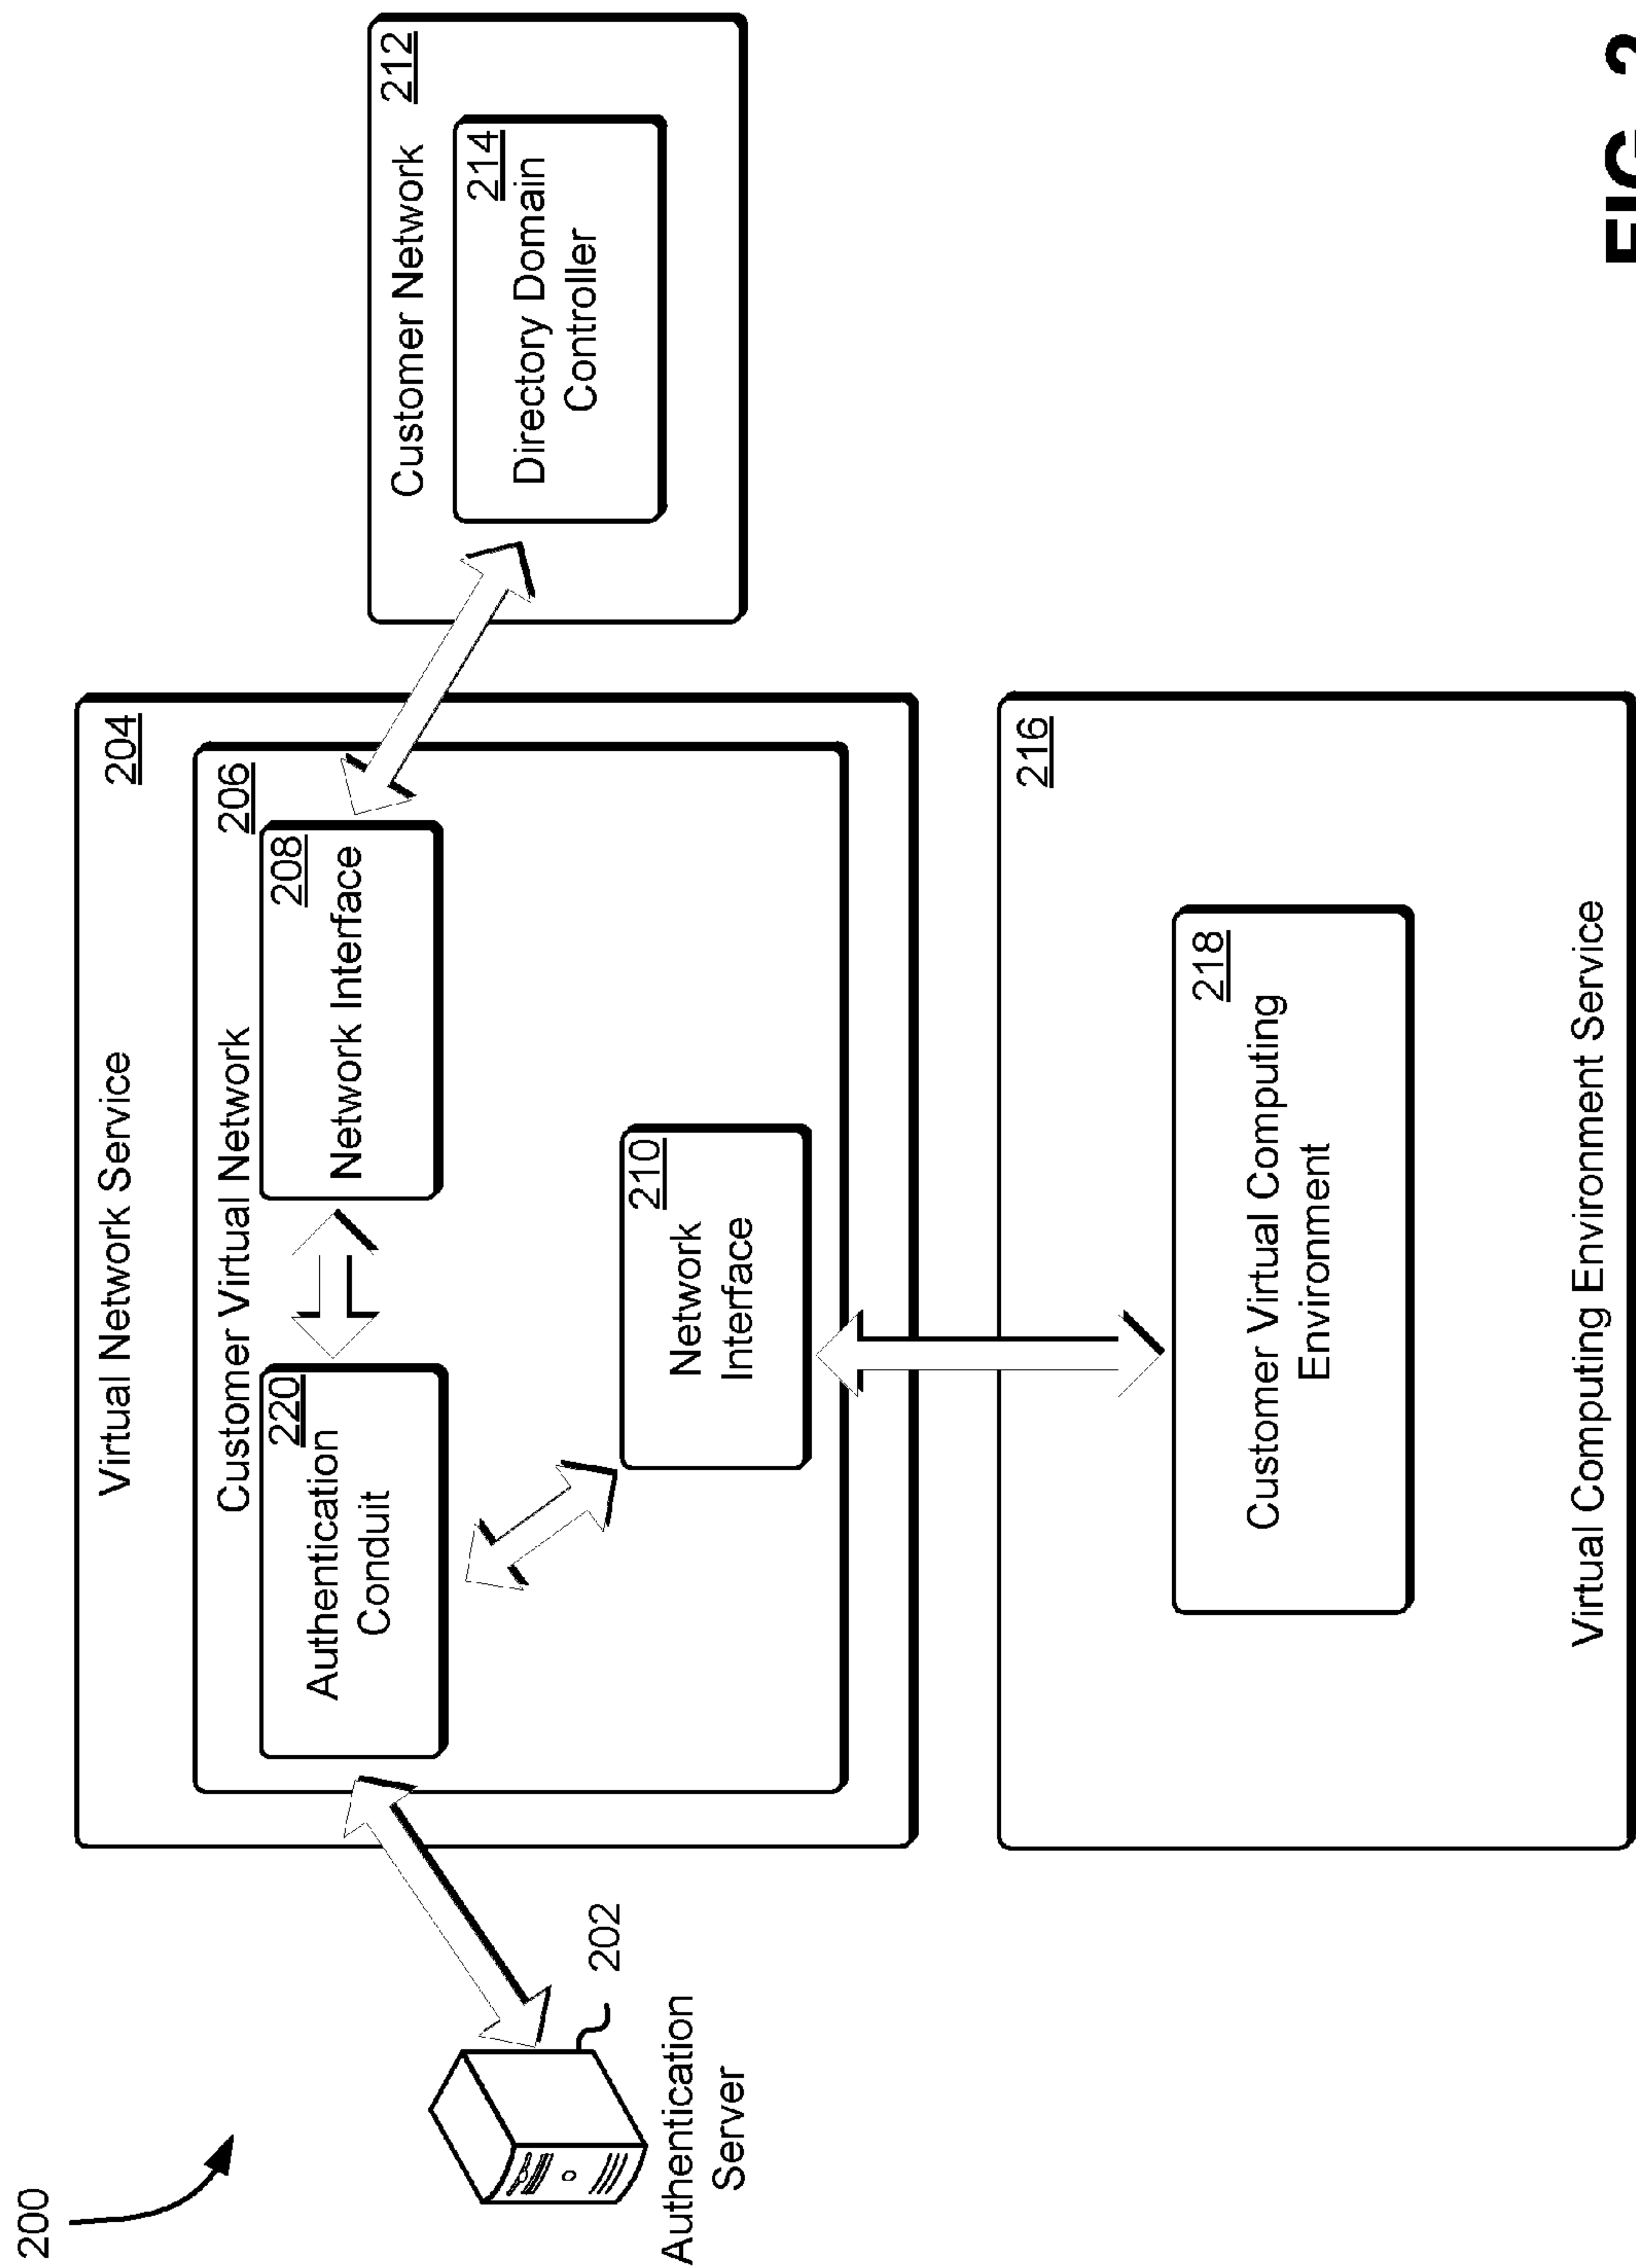 200
Virtual Network Service
204
Customer Virtual Network
206
220
Authentication
Conduit
208
Network Interface
210
Network
Interface
Customer Network
212
214
Directory Domain
Controller
202
Authentication
Server
216
218
Customer Virtual Computing
Environment
Virtual Computing Environment Service
FIG. 2